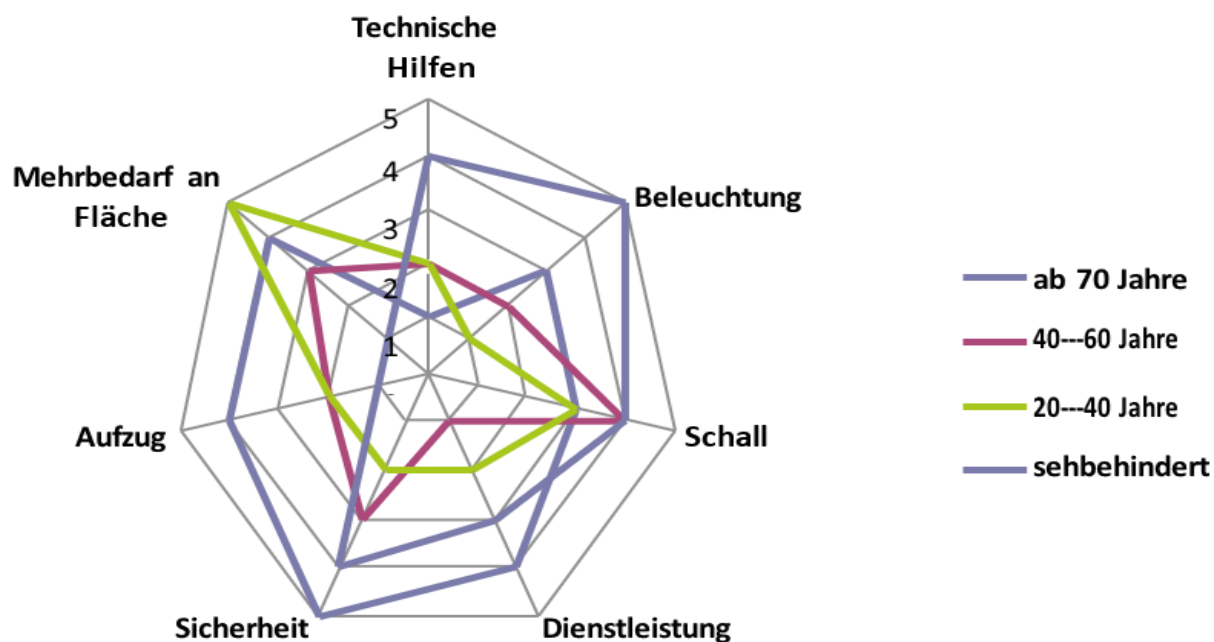 Technische
Hilfen
5
4
3
2
1
Mehrbedarf an
Fläche
Beleuchtung
Aufzug
Schall
Sicherheit
Dienstleistung
ab 70 Jahre
40---60 Jahre
20---40 Jahre
sehbehindert